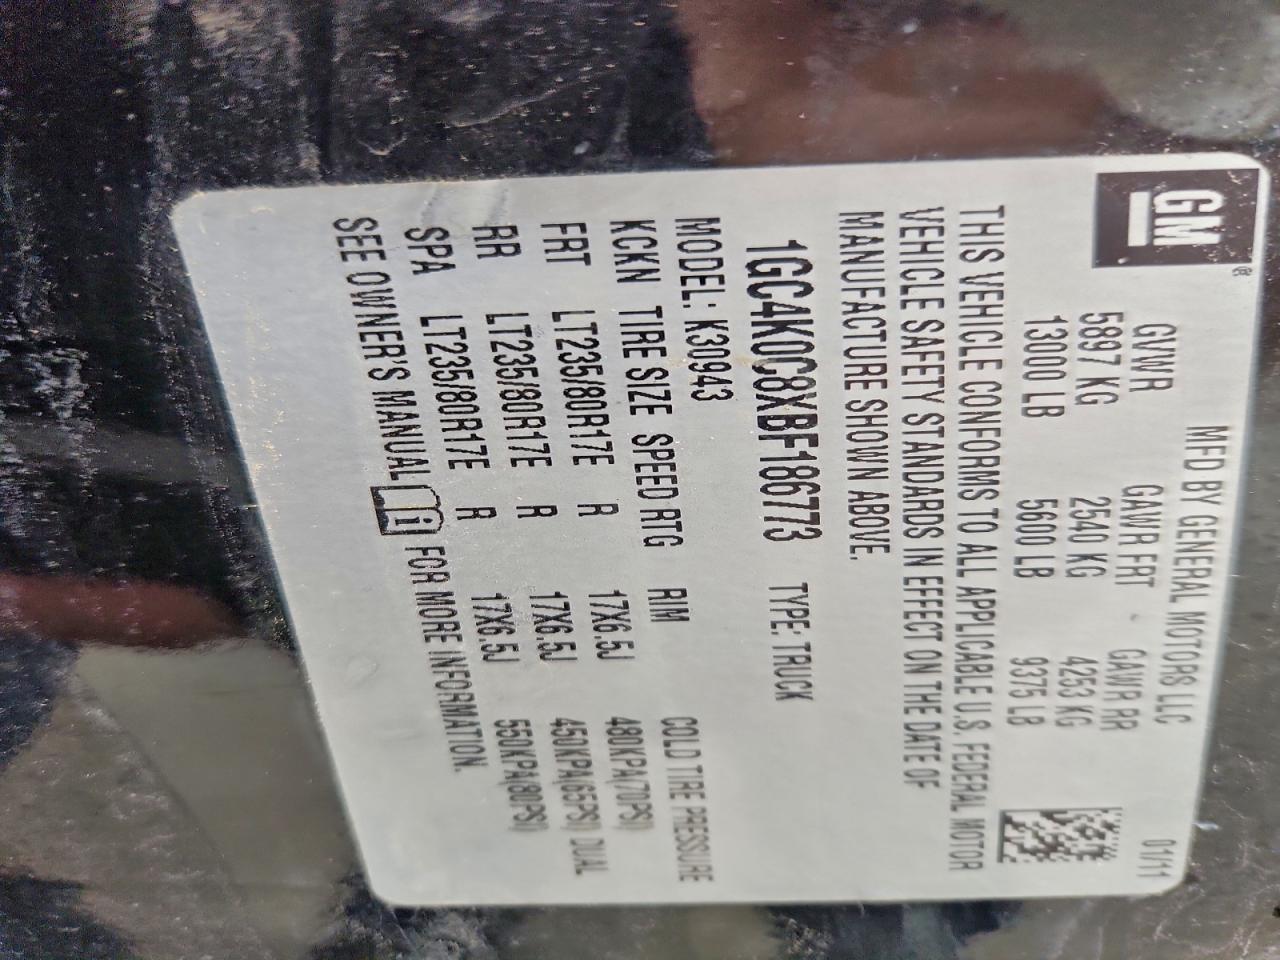 GM®
MFD BY GENERAL MOTORS LLC 01/11
GVWR GAWR FRT GAWR RR
5897 KG 2540 KG 4253 KG
13000 LB 5600 LB 9375 LB
THIS VEHICLE CONFORMS TO ALL APPLICABLE U.S. FEDERAL MOTOR
VEHICLE SAFETY STANDARDS IN EFFECT ON THE DATE OF
MANUFACTURE SHOWN ABOVE.
1GC4K0C8XBF186773 TYPE: TRUCK
MODEL: K30943
KCKN TIRE SIZE SPEED RTG RIM COLD TIRE PRESSURE
FRT LT235/80R17E R 17X6.5J 480KPA(70PSI)
RR LT235/80R17E R 17X6.5J 450KPA(65PSI) DUAL
SPA LT235/80R17E R 17X6.5J 550KPA(80PSI)
SEE OWNER'S MANUAL FOR MORE INFORMATION.